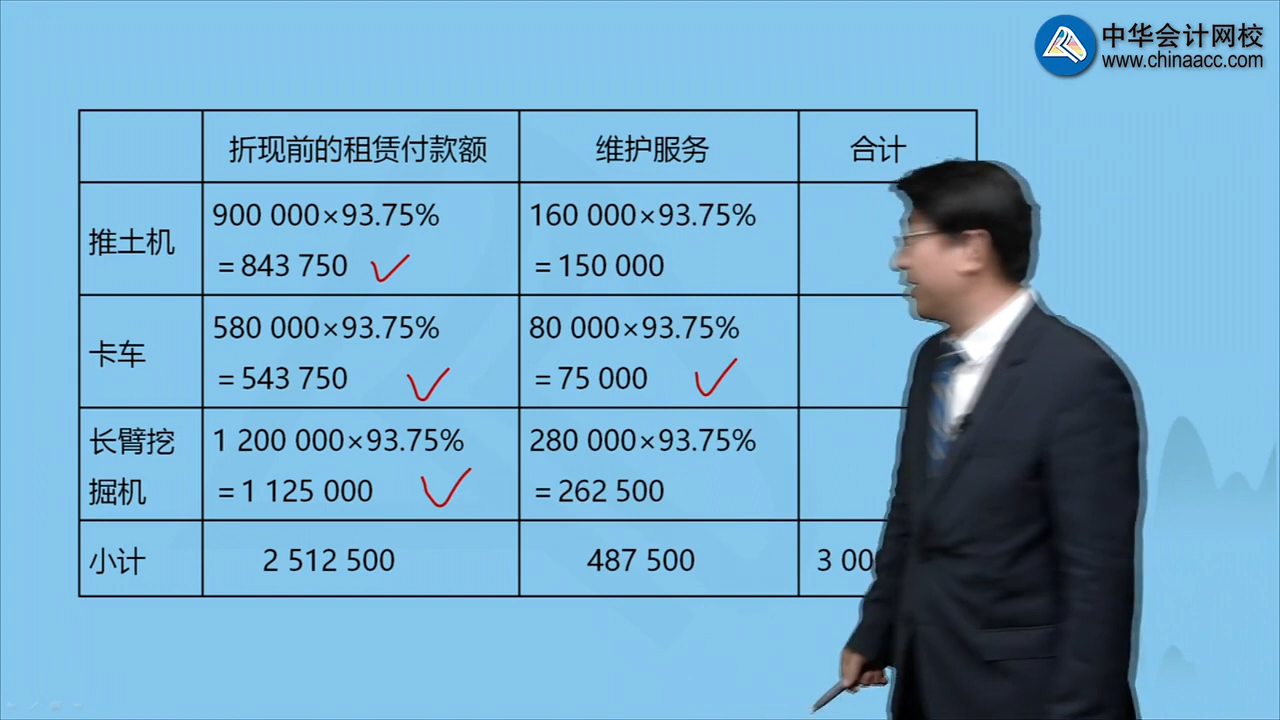 中华会计网校
www.chinaacc.com
折现前的租赁付款额 维护服务 合计
推土机
900 000×93.75%
=843 750
160 000×93.75%
=150 000
卡车
580 000×93.75%
=543 750
80 000×93.75%
=75 000
长臂挖
掘机
1 200 000×93.75%
=1 125 000
280 000×93.75%
=262 500
小计 2 512 500 487 500 3 00